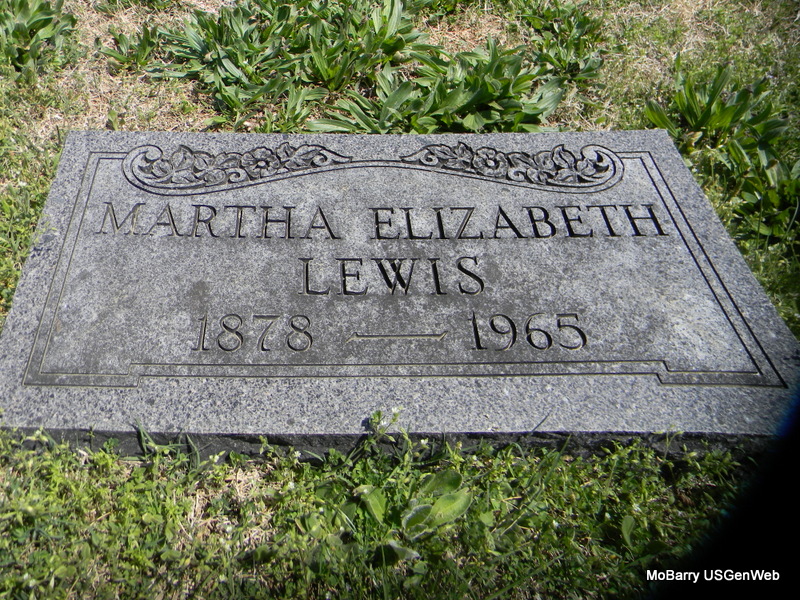 MARTHA ELIZABETH
LEWIS
1878 — 1965
MoBarry USGenWeb